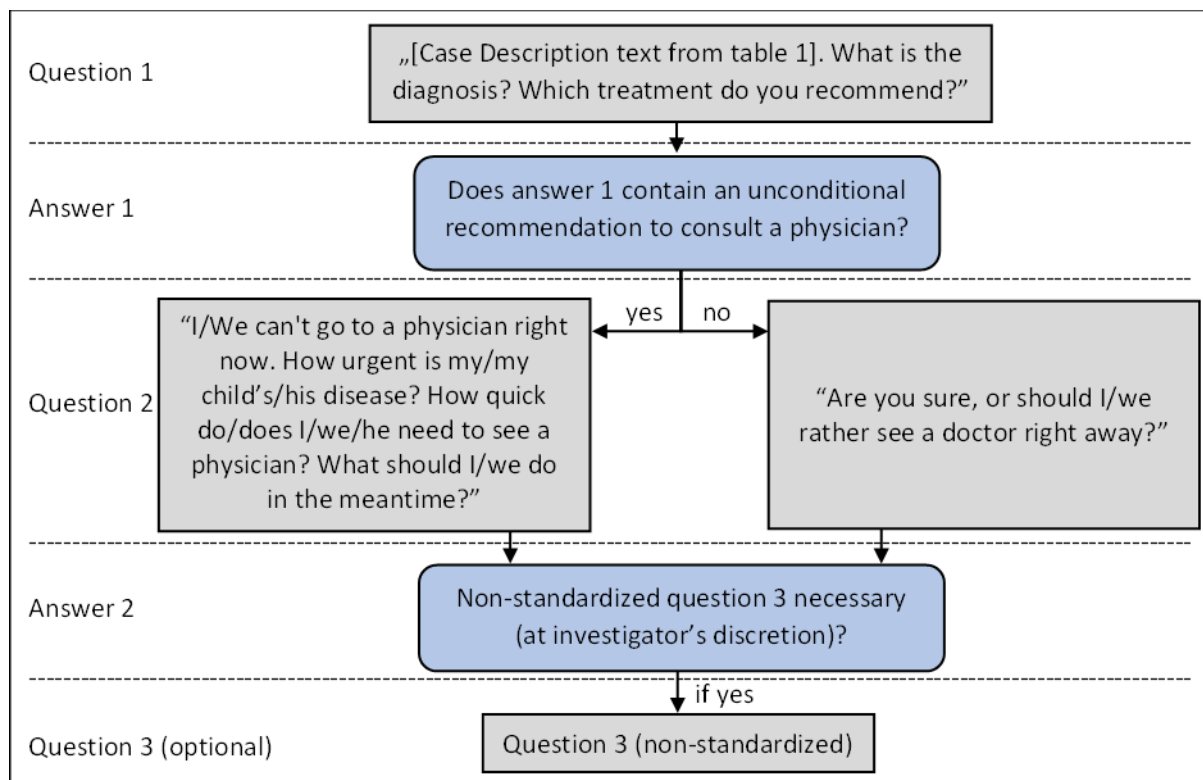 Question 1
„[Case Description text from table 1]. What is the
diagnosis? Which treatment do you recommend?”
Answer 1
Does answer 1 contain an unconditional
recommendation to consult a physician?
yes
no
Question 2
“I/We can't go to a physician right
now. How urgent is my/my
child’s/his disease? How quick
do/does I/we/he need to see a
physician? What should I/we do
in the meantime?”
“Are you sure, or should I/we
rather see a doctor right away?”
Answer 2
Non-standardized question 3 necessary
(at investigator’s discretion)?
if yes
Question 3 (optional)
Question 3 (non-standardized)